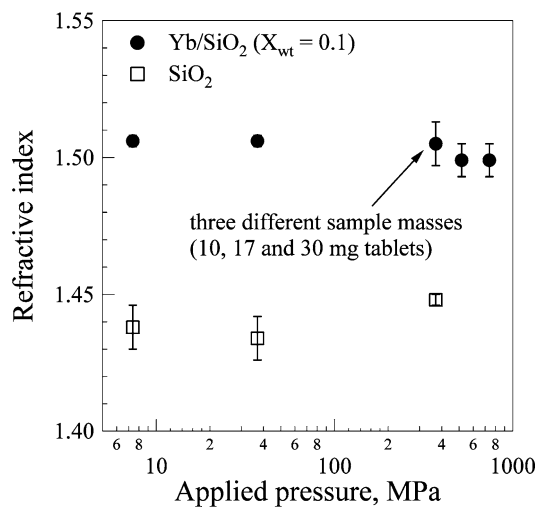 1.55
Yb/SiO₂ (X_wt = 0.1)
SiO₂
1.50
three different sample masses
(10, 17 and 30 mg tablets)
1.45
1.40
Refractive index
6 8 2 4 6 8 2 4 6 8
10 100 1000
Applied pressure, MPa